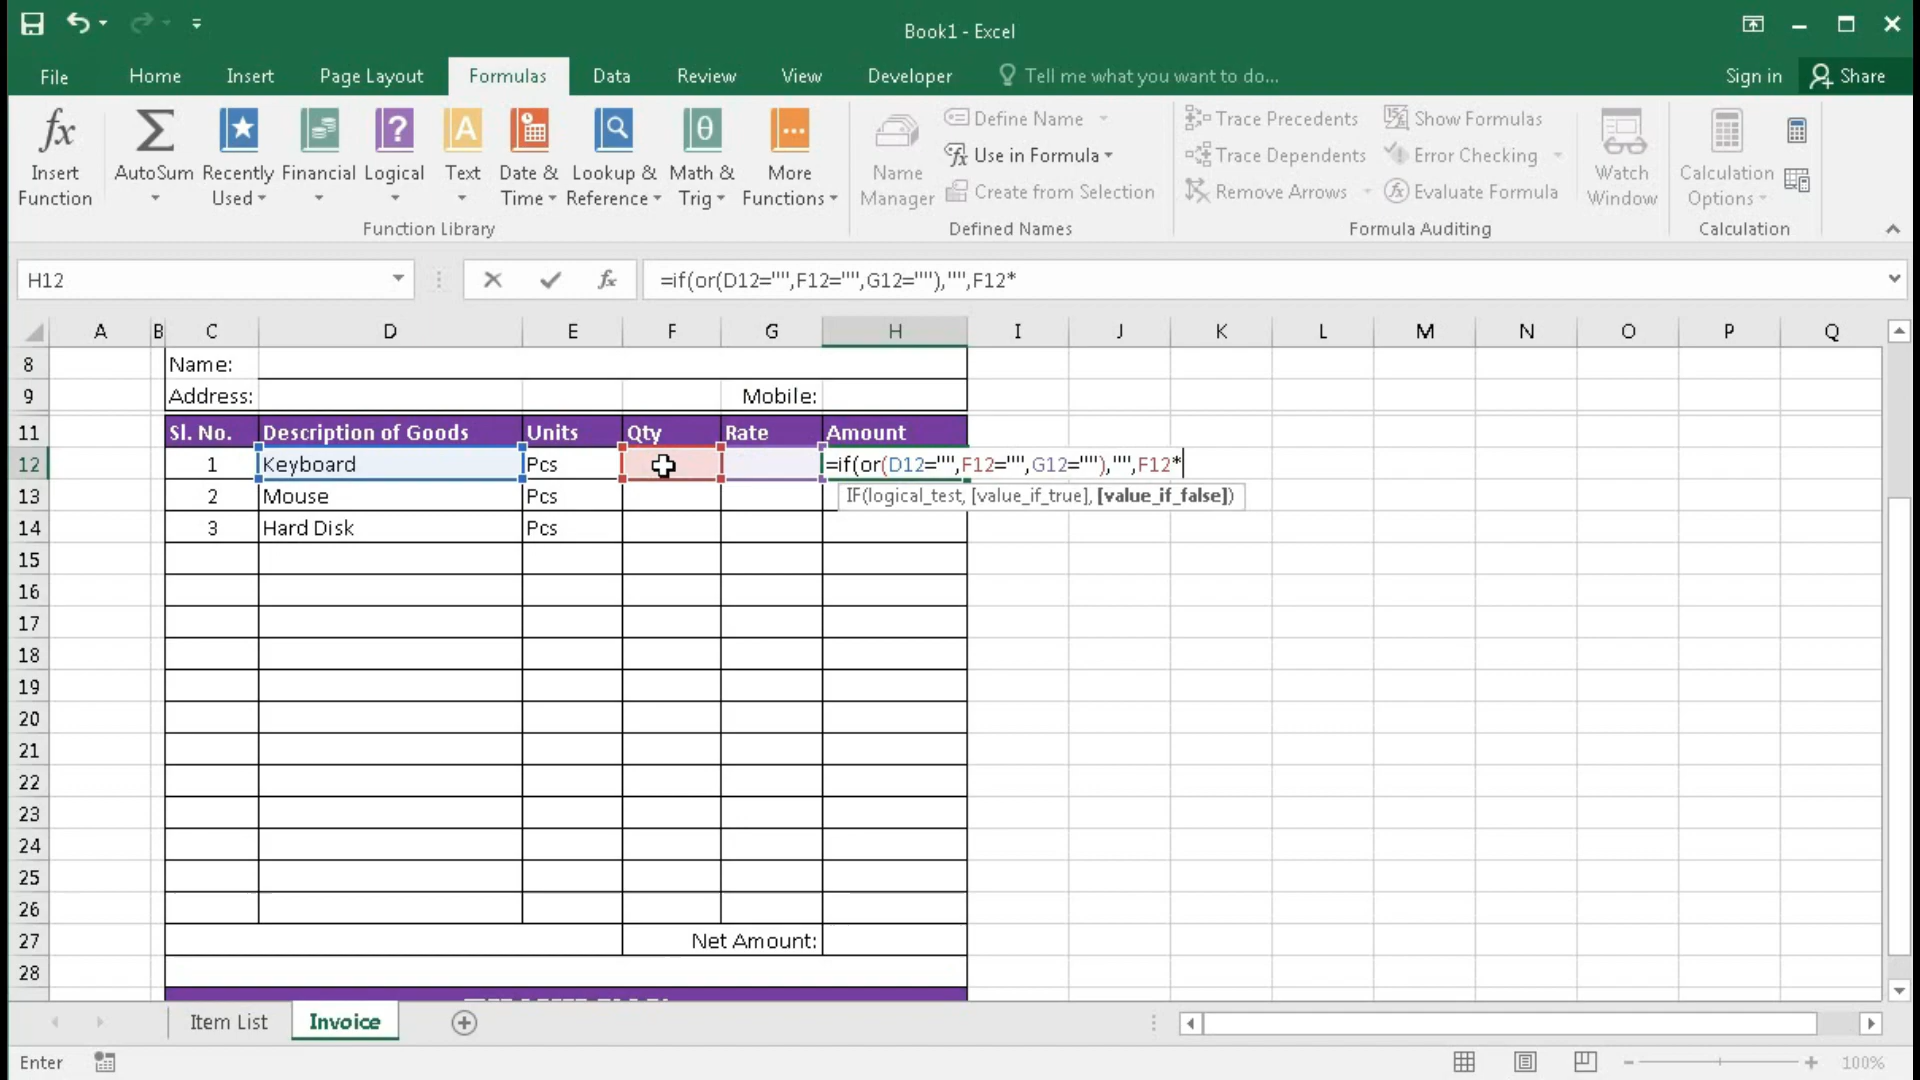 Book1 - Excel
File Home Insert Page Layout Formulas Data Review View Developer Tell me what you want to do... Sign in Share
Insert Function
AutoSum
Recently Used
Financial
Logical
Text
Date & Time
Lookup & Reference
Math & Trig
More Functions
Function Library
Name Manager
Define Name
Use in Formula
Create from Selection
Defined Names
Trace Precedents
Trace Dependents
Remove Arrows
Show Formulas
Error Checking
Evaluate Formula
Formula Auditing
Watch Window
Calculation Options
Calculation
H12 fx =if(or(D12="",F12="",G12=""),"",F12*
A B C D E F G H I J K L M N O P Q
8 Name:
9 Address: Mobile:
11 Sl. No. Description of Goods Units Qty Rate Amount
12 1 Keyboard Pcs =if(or(D12="",F12="",G12=""),"",F12*
IF(logical_test, [value_if_true], [value_if_false])
13 2 Mouse Pcs
14 3 Hard Disk Pcs
15
16
17
18
19
20
21
22
23
24
25
26
27 Net Amount:
28
Item List Invoice
Enter 100%